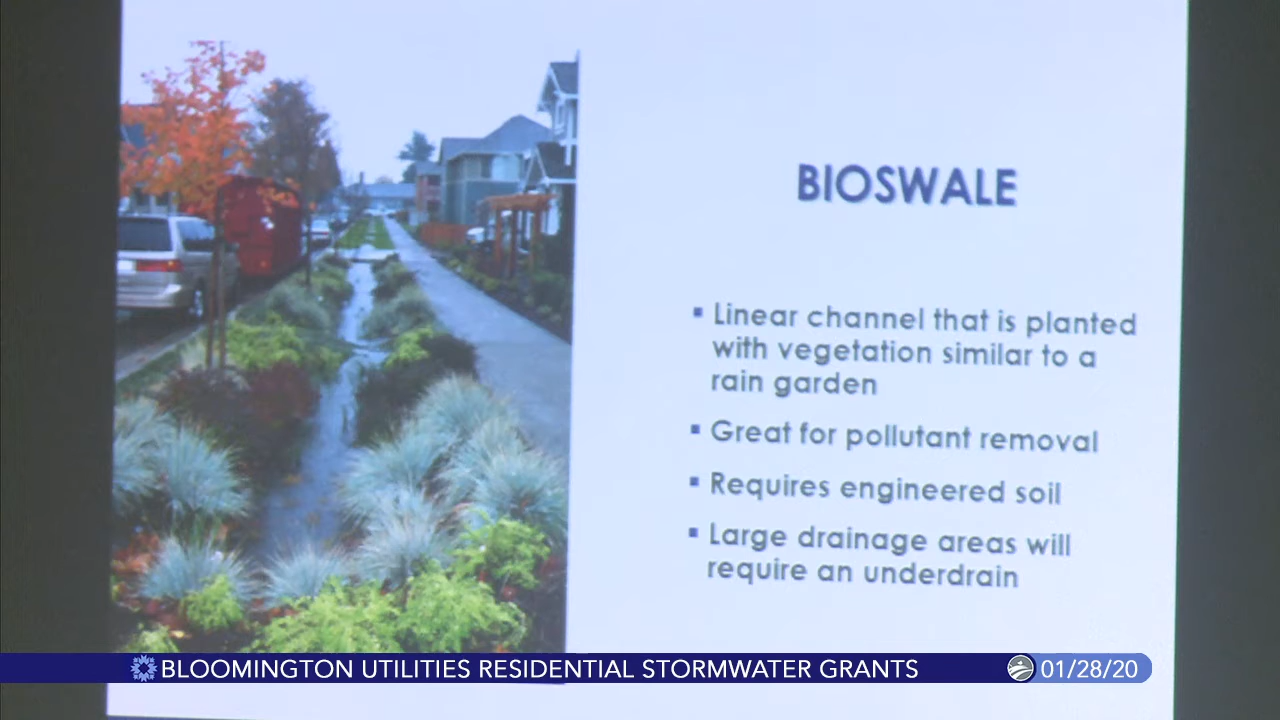 BIOSWALE
▪ Linear channel that is planted
with vegetation similar to a
rain garden
▪ Great for pollutant removal
▪ Requires engineered soil
▪ Large drainage areas will
require an underdrain
BLOOMINGTON UTILITIES RESIDENTIAL STORMWATER GRANTS 01/28/20